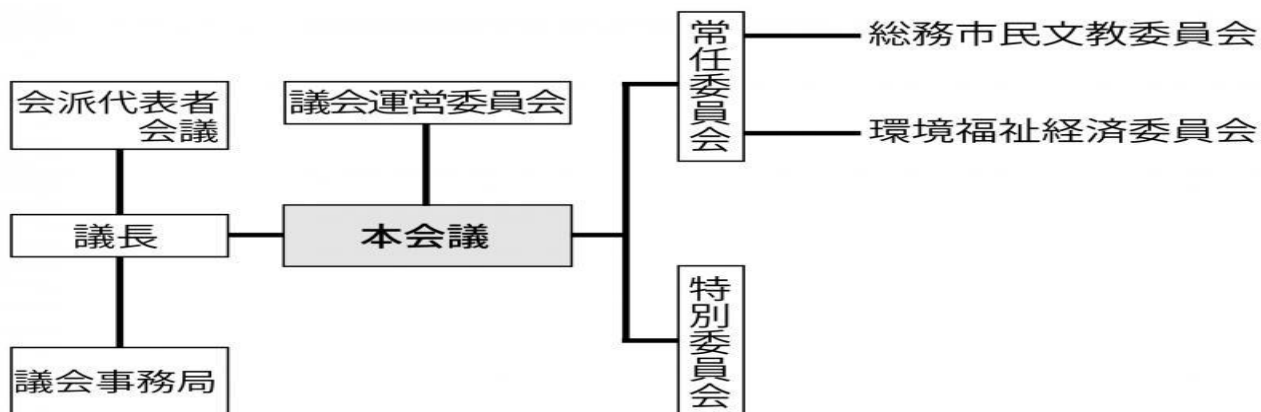 会派代表者
会議
議長
議会事務局
議会運営委員会
本会議
常任委員会
総務市民文教委員会
環境福祉経済委員会
特別委員会